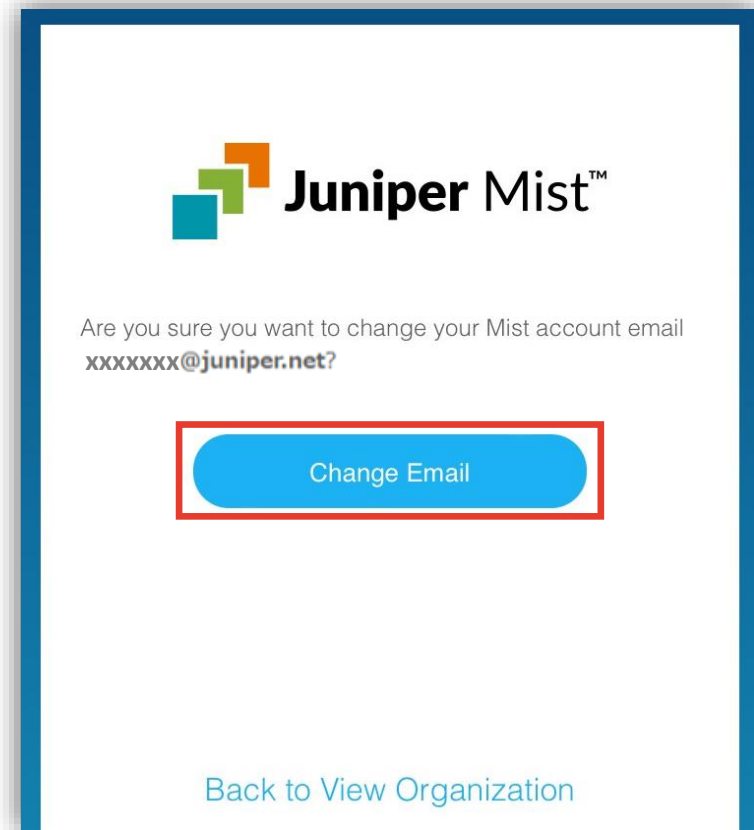 Juniper Mist™
Are you sure you want to change your Mist account email
xxxxxxx@juniper.net?
Change Email
Back to View Organization